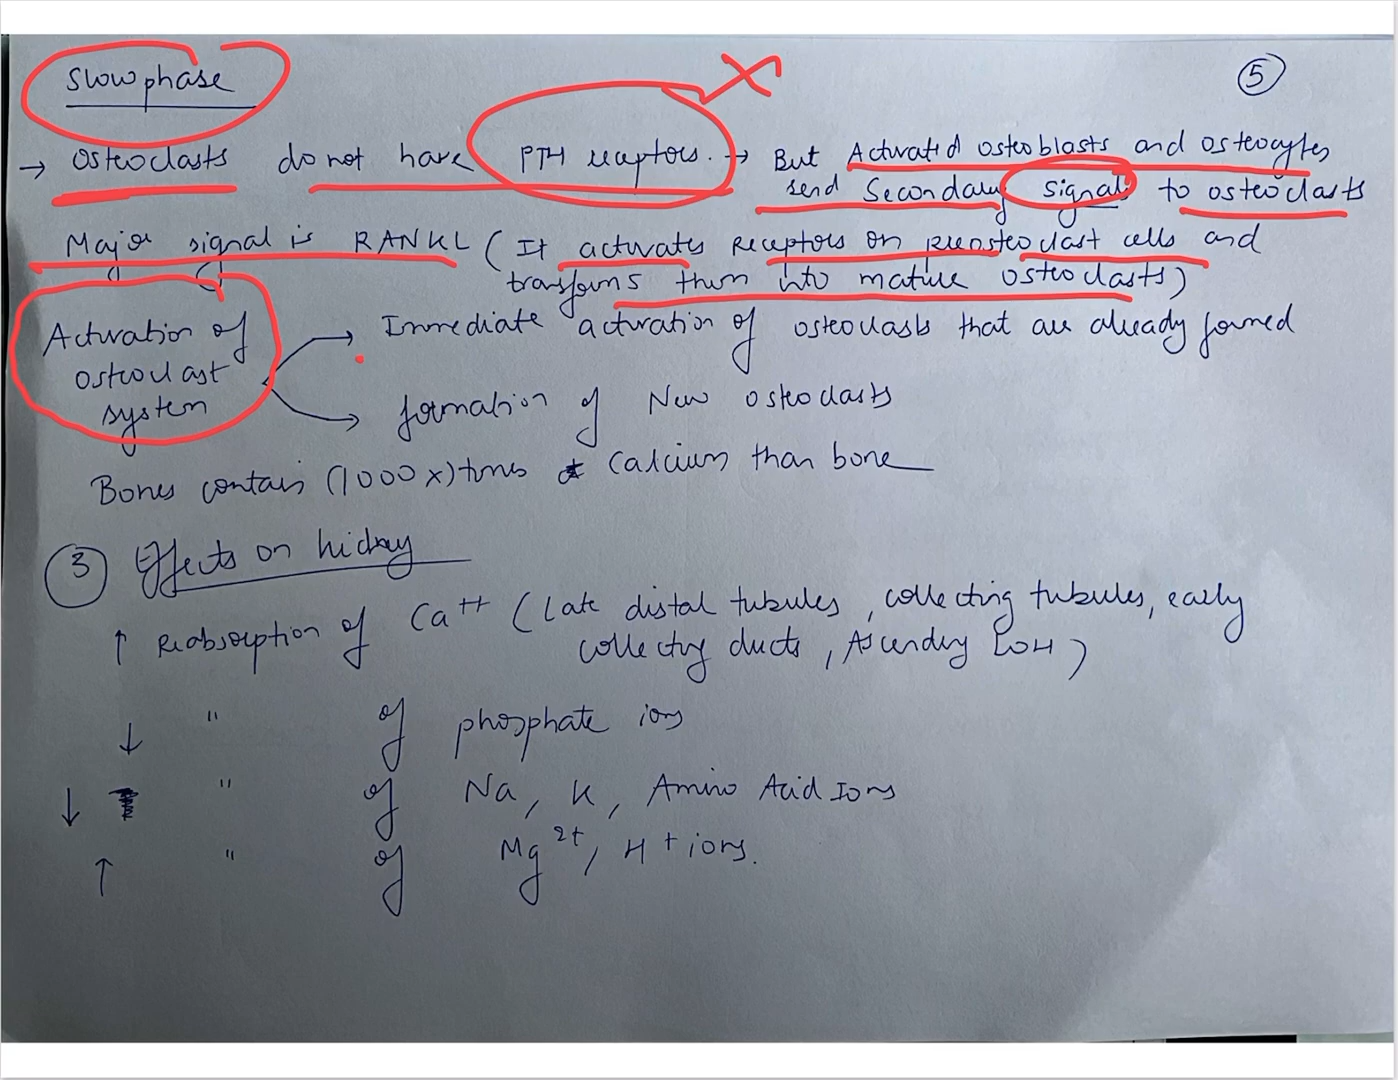 5
Slow phase
→ Osteoclasts do not have PTH receptors. → But Activated osteoblasts and osteocytes
send Secondary signals to osteoclasts
Major signal is RANKL (It activates Receptors on preosteoclast cells and
transforms them into mature osteoclasts)
Activation of
osteoclast
system
→ Immediate activation of osteoclasts that are already formed
→ formation of New osteoclasts
Bones contain (1000 x) times Calcium than bone
3 Effects on kidney
↑ Reabsorption of Ca++ (Late distal tubules, collecting tubules, early
collecting ducts, Ascending LOH)
↓ " of phosphate ions
↓ " of Na, K, Amino Acid Ions
↑ " of Mg2+, H+ ions.